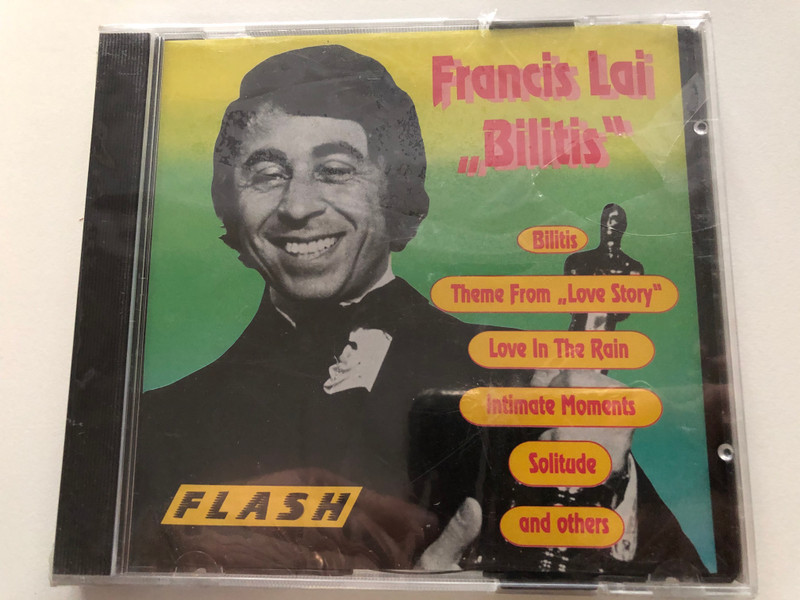 Francis Lai
„Bilitis“
Bilitis
Theme From „Love Story“
Love In The Rain
Intimate Moments
Solitude
and others
FLASH